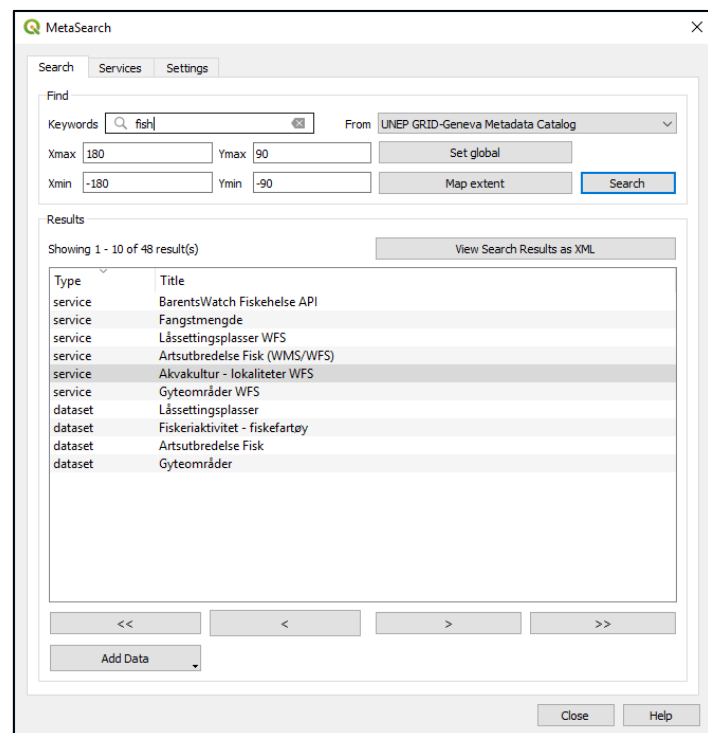 MetaSearch
Search Services Settings
Find
Keywords fish From UNEP GRID-Geneva Metadata Catalog
Xmax 180 Ymax 90 Set global
Xmin -180 Ymin -90 Map extent Search
Results
Showing 1 - 10 of 48 result(s) View Search Results as XML
Type Title
service BarentsWatch Fiskehelse API
service Fangstmengde
service Låssettingsplasser WFS
service Artsutbredelse Fisk (WMS/WFS)
service Akvakultur - lokaliteter WFS
service Gyteområder WFS
dataset Låssettingsplasser
dataset Fiskeriaktivitet - fiskefartøy
dataset Artsutbredelse Fisk
dataset Gyteområder
<< < > >>
Add Data
Close Help